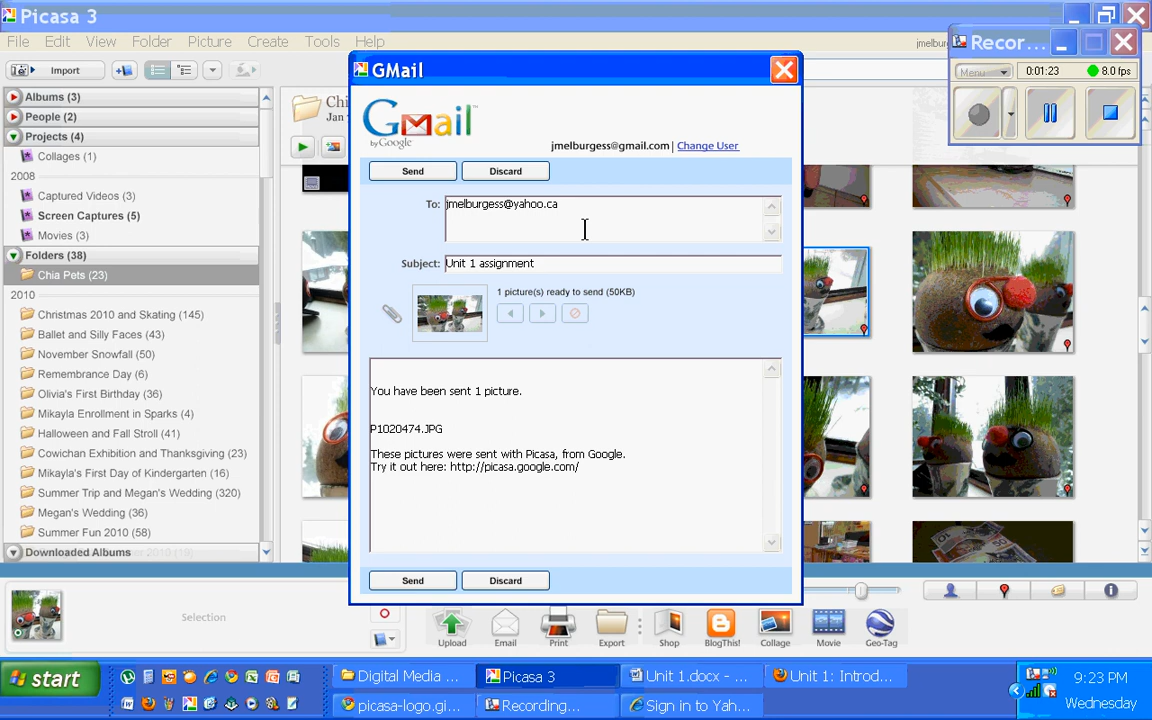 Picasa 3
File Edit View Folder Picture Create Tools Help
Import
Albums (3)
People (2)
Projects (4)
Collages (1)
2008
Captured Videos (3)
Screen Captures (5)
Movies (3)
Folders (38)
Chia Pets (23)
2010
Christmas 2010 and Skating (145)
Ballet and Silly Faces (43)
November Snowfall (50)
Remembrance Day (6)
Olivia's First Birthday (36)
Mikayla Enrollment in Sparks (4)
Halloween and Fall Stroll (41)
Cowichan Exhibition and Thanksgiving (23)
Mikayla's First Day of Kindergarten (16)
Summer Trip and Megan's Wedding (320)
Megan's Wedding (36)
Summer Fun 2010 (58)
Downloaded Albums
Chi
Jan
GMail
Gmail
by Google
TM
jmelburgess@gmail.com | Change User
Send Discard
To: jmelburgess@yahoo.ca
Subject: Unit 1 assignment
1 picture(s) ready to send (50KB)
You have been sent 1 picture.
P1020474.JPG
These pictures were sent with Picasa, from Google.
Try it out here: http://picasa.google.com/
Send Discard
jmelburg
Recor...
Menu 0:01:23 8.0 fps
Selection
Upload Email Print Export Shop BlogThis! Collage Movie Geo-Tag
start
Digital Media ... Picasa 3 Unit 1.docx - ... Unit 1: Introd...
picasa-logo.gi... Recording... Sign in to Yah...
9:23 PM
Wednesday